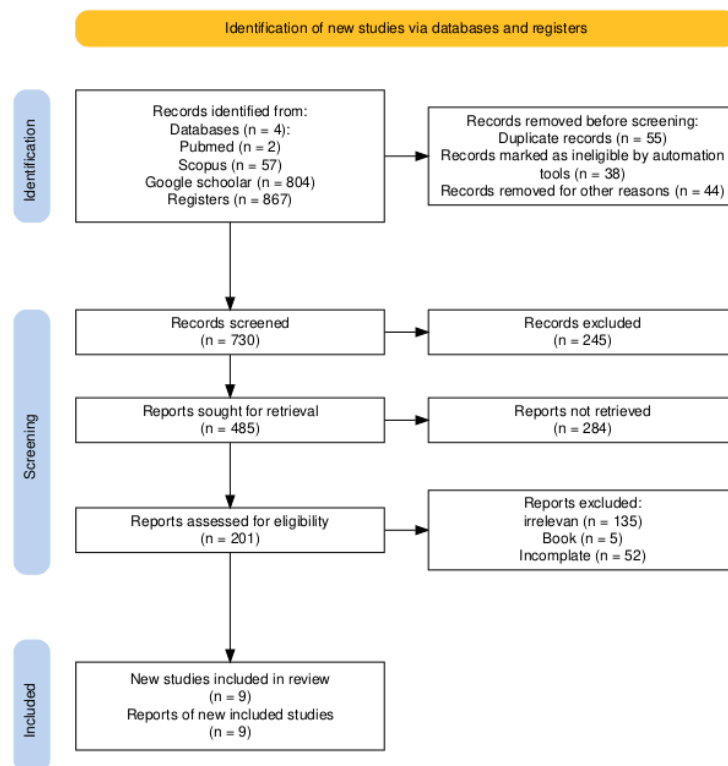 Identification of new studies via databases and registers
Identification
Records identified from:
Databases (n = 4):
Pubmed (n = 2)
Scopus (n = 57)
Google schoolar (n = 804)
Registers (n = 867)
Records removed before screening:
Duplicate records (n = 55)
Records marked as ineligible by automation
tools (n = 38)
Records removed for other reasons (n = 44)
Screening
Records screened
(n = 730)
Records excluded
(n = 245)
Reports sought for retrieval
(n = 485)
Reports not retrieved
(n = 284)
Reports assessed for eligibility
(n = 201)
Reports excluded:
irrelevan (n = 135)
Book (n = 5)
Incomplate (n = 52)
Included
New studies included in review
(n = 9)
Reports of new included studies
(n = 9)